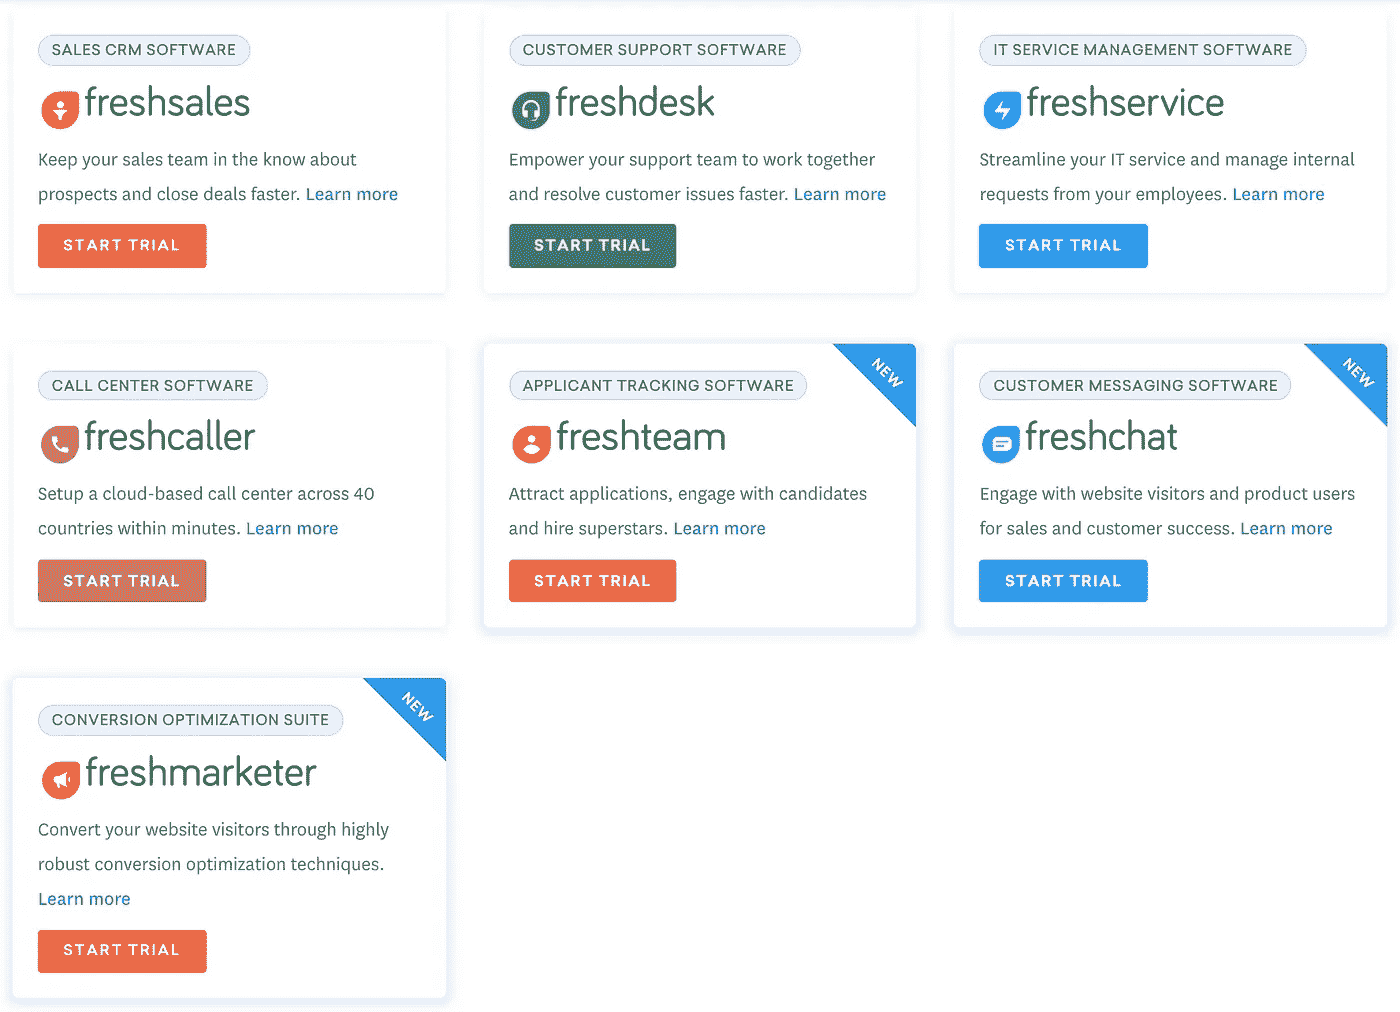 SALES CRM SOFTWARE
freshsales
Keep your sales team in the know about
prospects and close deals faster. Learn more
START TRIAL
CUSTOMER SUPPORT SOFTWARE
freshdesk
Empower your support team to work together
and resolve customer issues faster. Learn more
START TRIAL
IT SERVICE MANAGEMENT SOFTWARE
freshservice
Streamline your IT service and manage internal
requests from your employees. Learn more
START TRIAL
CALL CENTER SOFTWARE
freshcaller
Setup a cloud-based call center across 40
countries within minutes. Learn more
START TRIAL
NEW
APPLICANT TRACKING SOFTWARE
freshteam
Attract applications, engage with candidates
and hire superstars. Learn more
START TRIAL
NEW
CUSTOMER MESSAGING SOFTWARE
freshchat
Engage with website visitors and product users
for sales and customer success. Learn more
START TRIAL
NEW
CONVERSION OPTIMIZATION SUITE
freshmarketer
Convert your website visitors through highly
robust conversion optimization techniques.
Learn more
START TRIAL